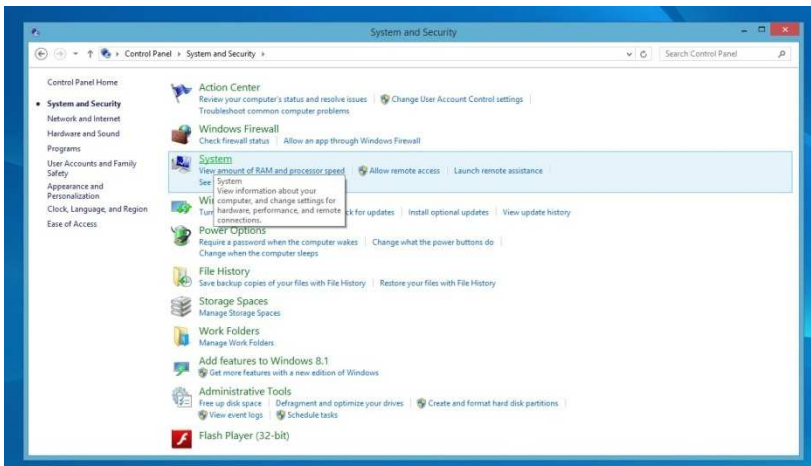 System and Security
Control Panel ▸ System and Security ▸
Search Control Panel
Control Panel Home
System and Security
Network and Internet
Hardware and Sound
Programs
User Accounts and Family
Safety
Appearance and
Personalization
Clock, Language, and Region
Ease of Access
Action Center
Review your computer's status and resolve issues | Change User Account Control settings |
Troubleshoot common computer problems
Windows Firewall
Check firewall status | Allow an app through Windows Firewall
System
View amount of RAM and processor speed | Allow remote access | Launch remote assistance |
See
System
View information about your
computer, and change settings for
hardware, performance, and remote
connections.
for updates | Install optional updates | View update history
Power Options
Require a password when the computer wakes | Change what the power buttons do |
Change when the computer sleeps
File History
Save backup copies of your files with File History | Restore your files with File History
Storage Spaces
Manage Storage Spaces
Work Folders
Manage Work Folders
Add features to Windows 8.1
Get more features with a new edition of Windows
Administrative Tools
Free up disk space | Defragment and optimize your drives | Create and format hard disk partitions |
View event logs | Schedule tasks
Flash Player (32-bit)